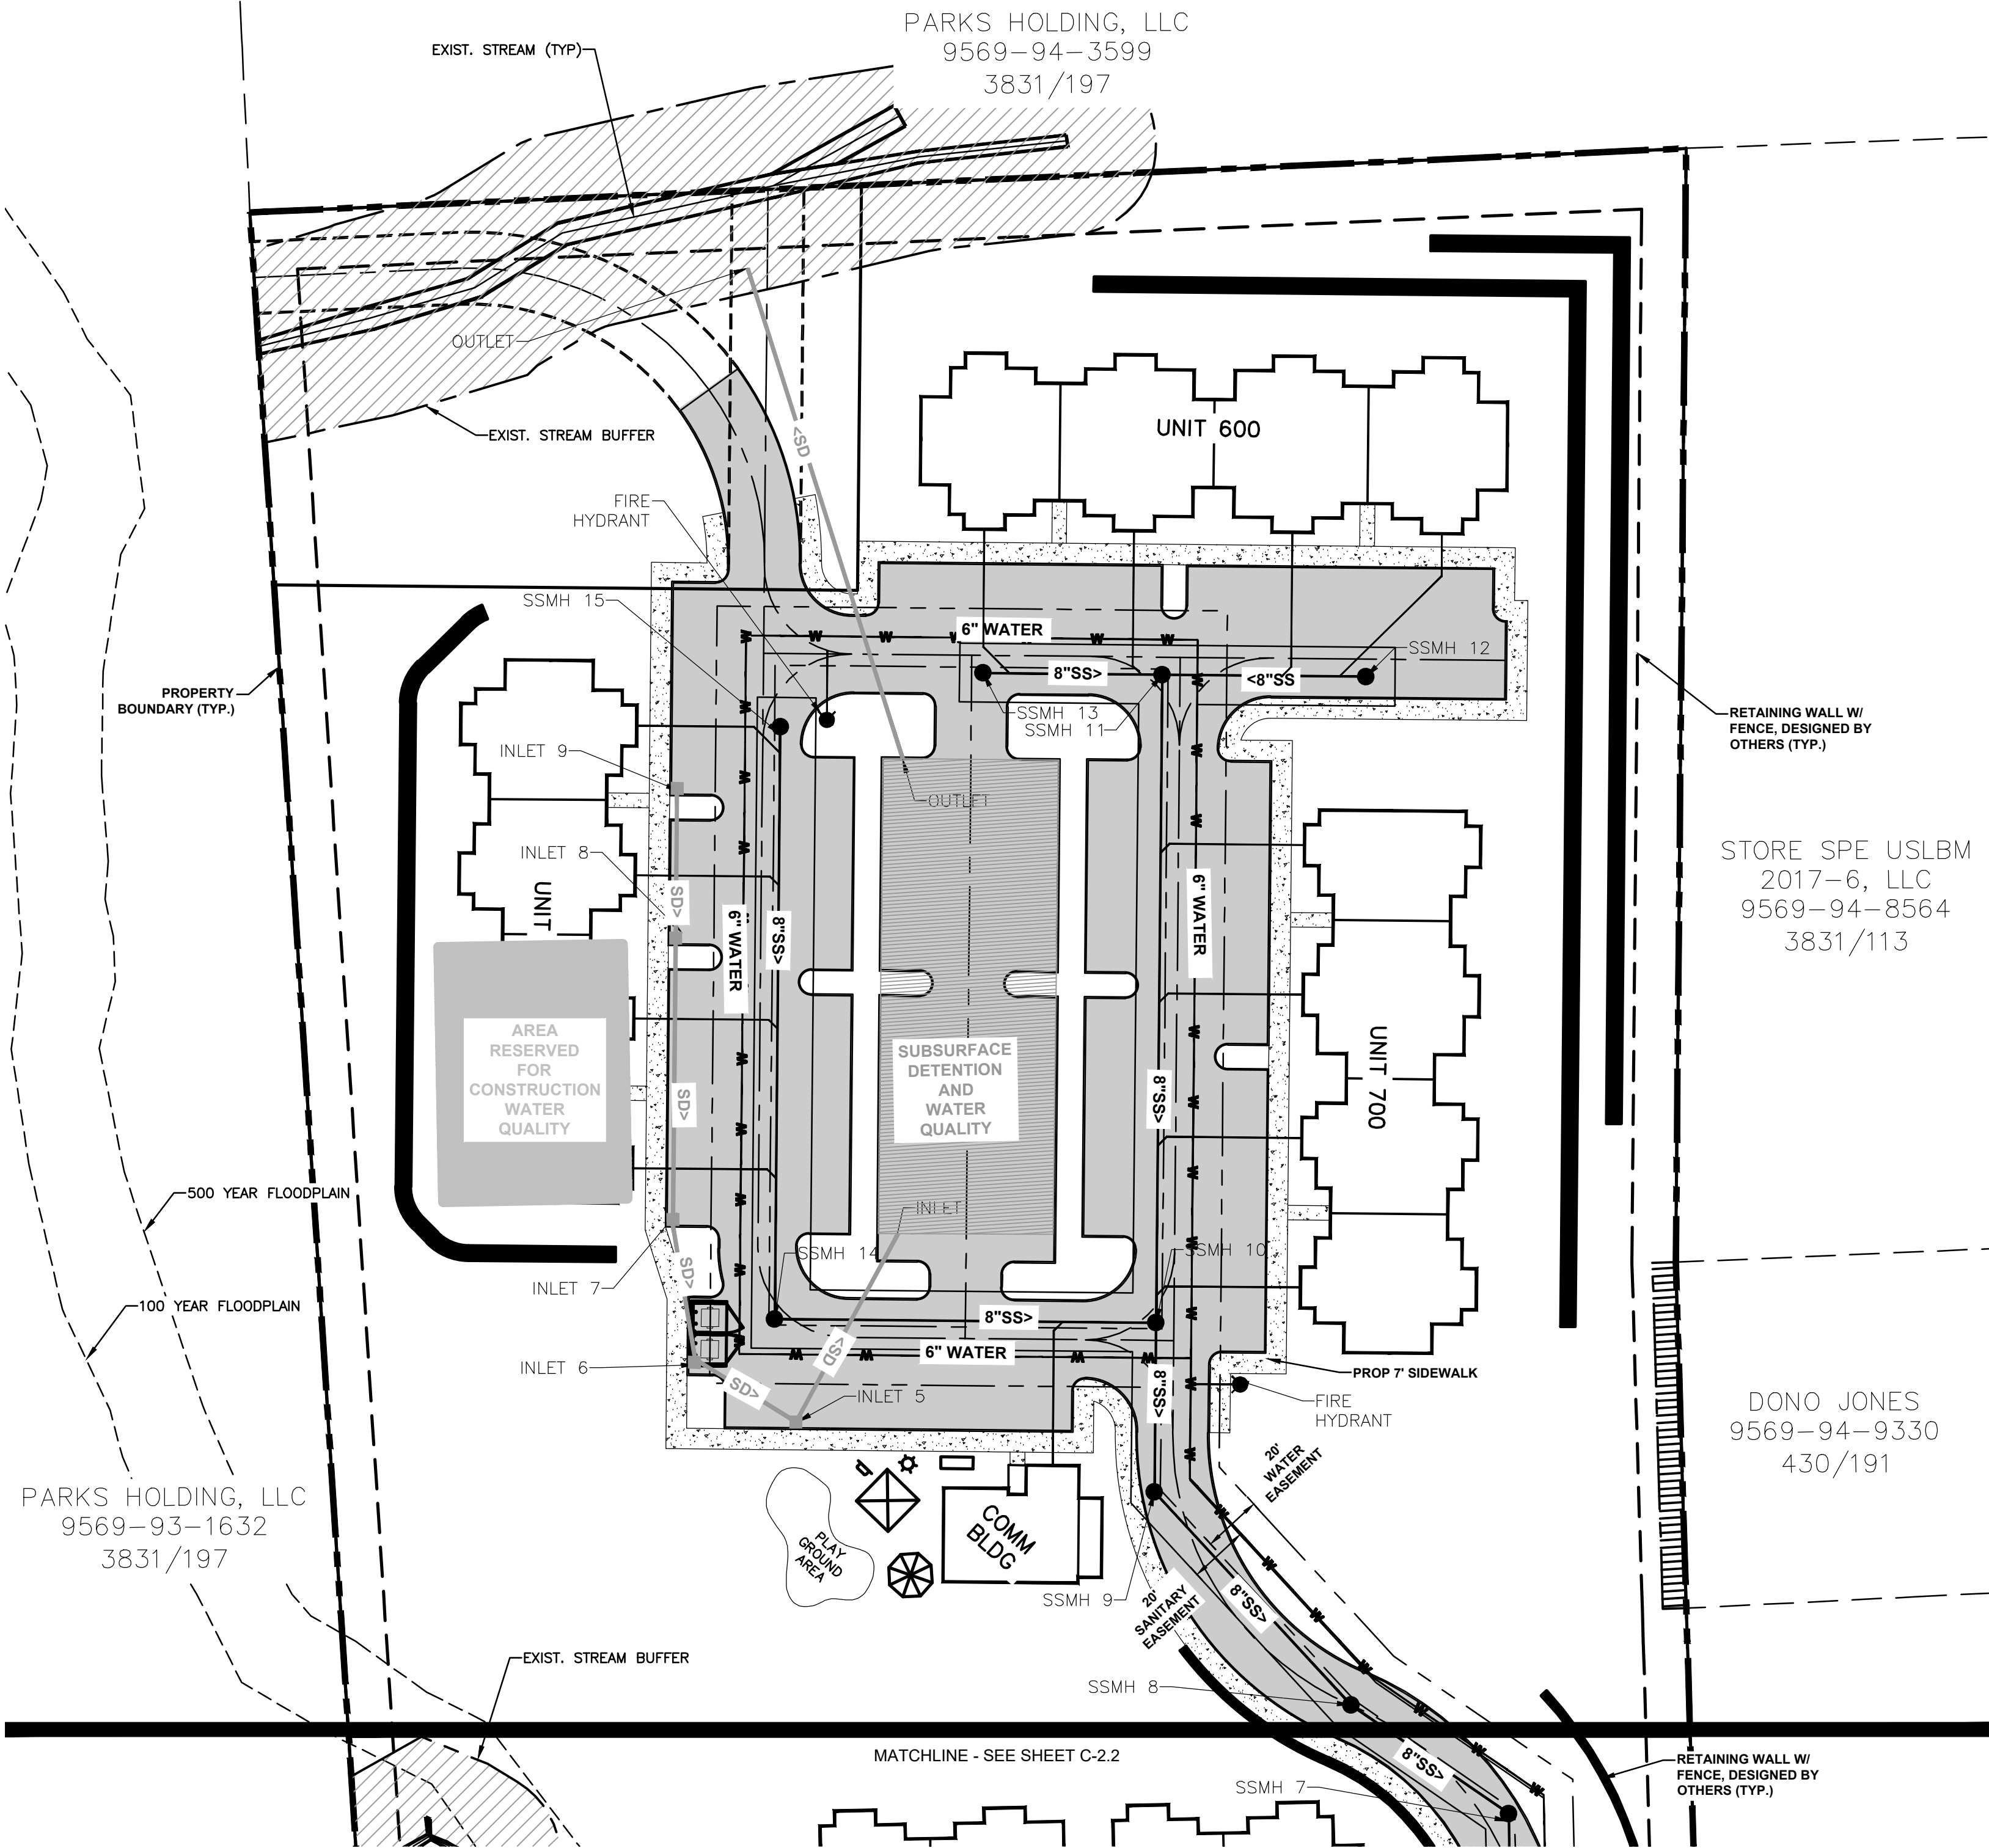 PARKS HOLDING, LLC
9569-94-3599
3831/197
EXIST. STREAM (TYP)
OUTLET
EXIST. STREAM BUFFER
<SD
UNIT 600
FIRE
HYDRANT
SSMH 15
6" WATER
W W W W W
8"SS>
<8"SS
SSMH 12
SSMH 13
SSMH 11
PROPERTY
BOUNDARY (TYP.)
RETAINING WALL W/
FENCE, DESIGNED BY
OTHERS (TYP.)
INLET 9
OUTLET
INLET 8
UNIT
SD>
6" WATER
8"SS>
6" WATER
STORE SPE USLBM
2017-6, LLC
9569-94-8564
3831/113
AREA
RESERVED
FOR
CONSTRUCTION
WATER
QUALITY
SUBSURFACE
DETENTION
AND
WATER
QUALITY
SD>
8"SS>
UNIT 700
500 YEAR FLOODPLAIN
INLET
SSMH 14
SSMH 10
SD>
INLET 7
100 YEAR FLOODPLAIN
8"SS>
6" WATER
W W W W
<SD
INLET 6
SD>
INLET 5
8"SS>
PROP 7' SIDEWALK
FIRE
HYDRANT
DONO JONES
9569-94-9330
430/191
20'
WATER
EASEMENT
PARKS HOLDING, LLC
9569-93-1632
3831/197
PLAY
GROUND
AREA
COMM
BLDG
SSMH 9
20'
SANITARY
EASEMENT
8"SS>
EXIST. STREAM BUFFER
SSMH 8
MATCHLINE - SEE SHEET C-2.2
8"SS>
SSMH 7
RETAINING WALL W/
FENCE, DESIGNED BY
OTHERS (TYP.)